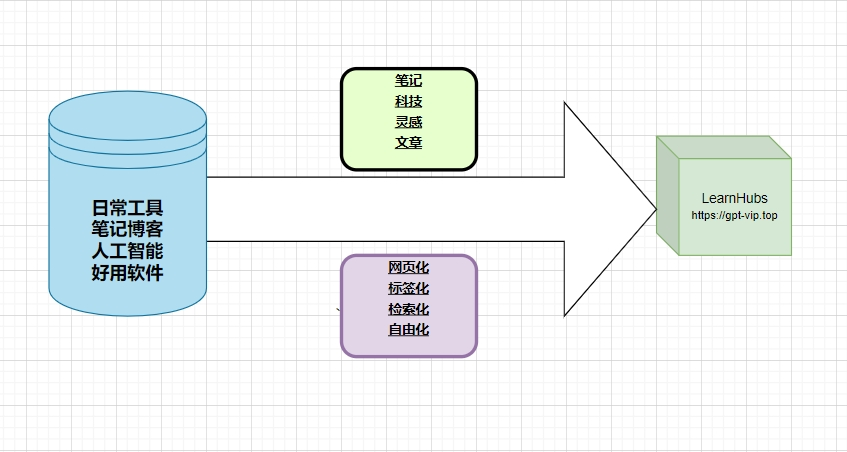 笔记
科技
灵感
文章
日常工具
笔记博客
人工智能
好用软件
LearnHubs
https://gpt-vip.top
网页化
标签化
检索化
自由化